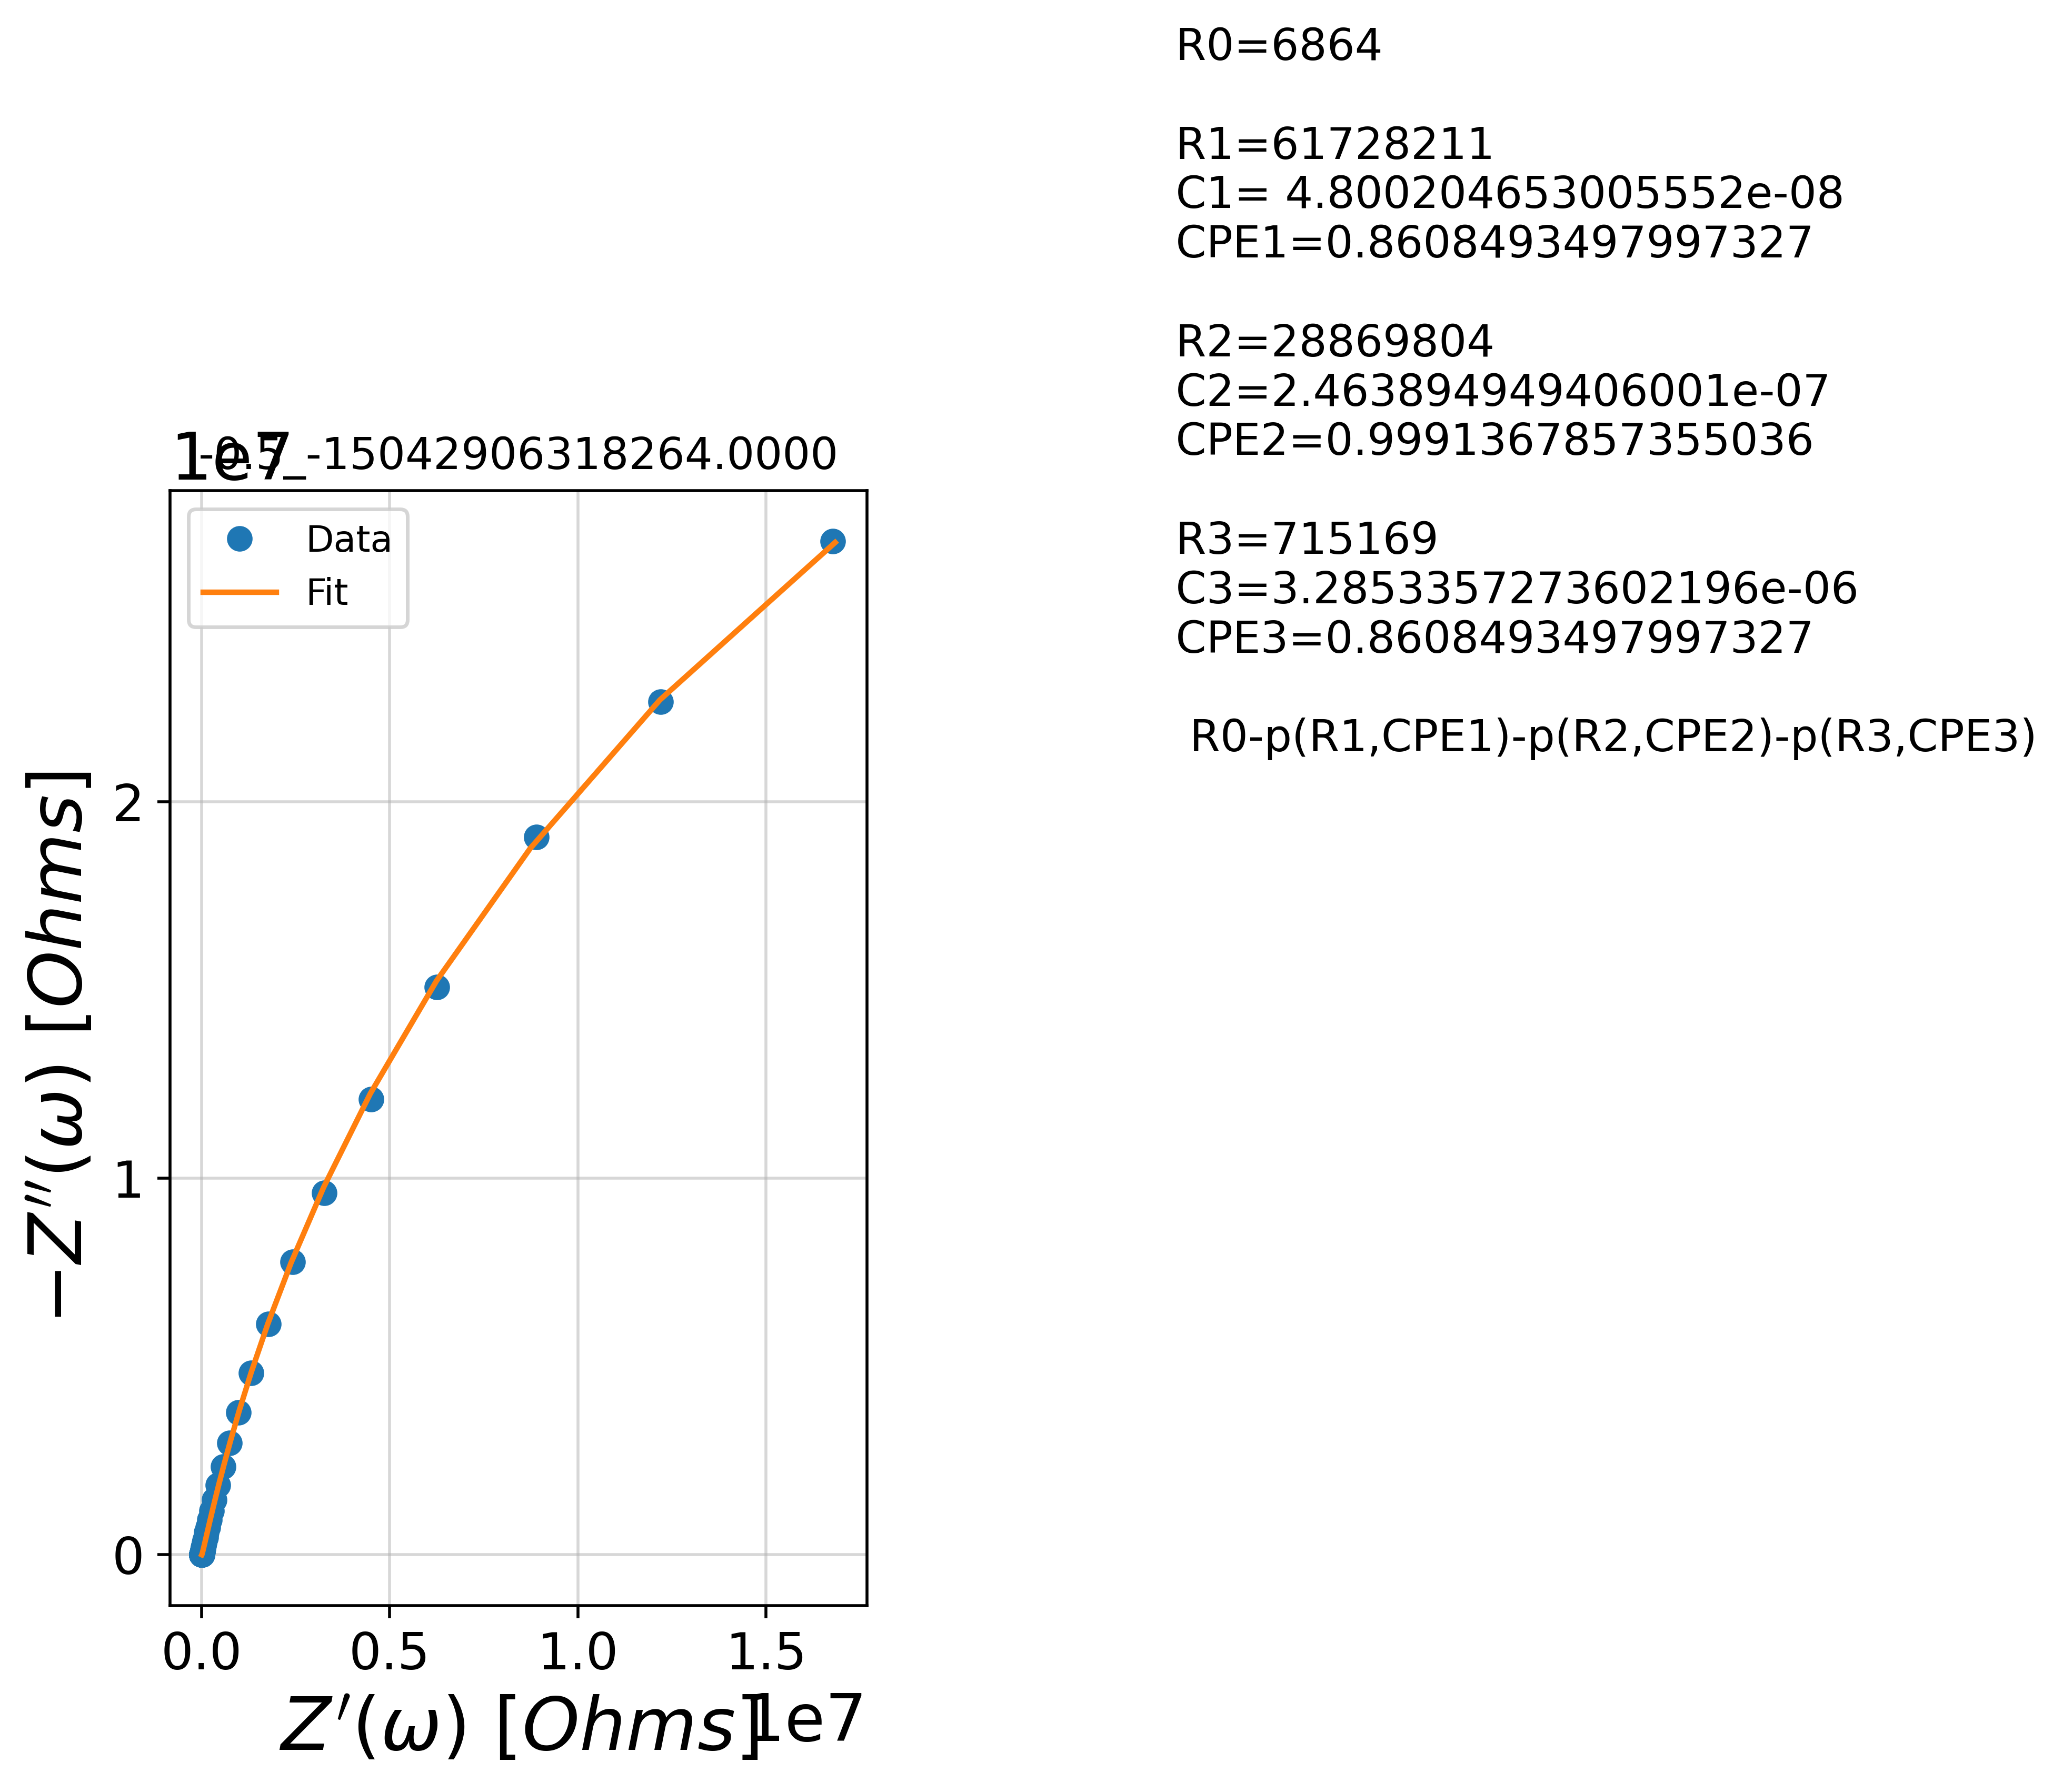 R0=6864
R1=61728211
C1= 4.800204653005552e-08
CPE1=0.8608493497997327
R2=28869804
C2=2.463894949406001e-07
CPE2=0.9991367857355036
R3=715169
C3=3.2853357273602196e-06
CPE3=0.8608493497997327
R0-p(R1,CPE1)-p(R2,CPE2)-p(R3,CPE3)
1e7
-0.5_-15042906318264.0000
Data
Fit
−Z′′(ω) [Ohms]
2
1
0
0.0 0.5 1.0 1.5
Z′(ω) [Ohms]
1e7